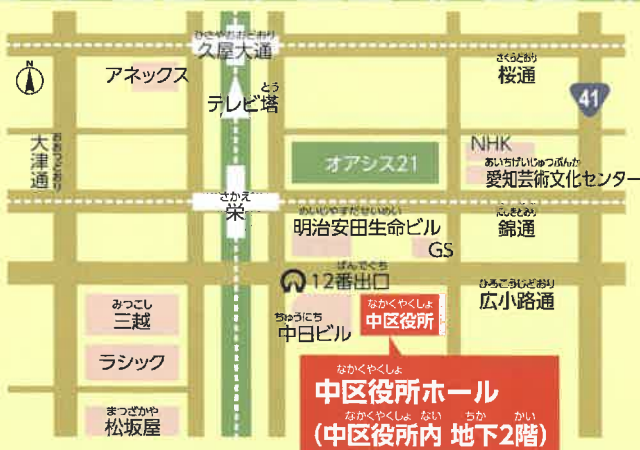 ひさやおおどおり
久屋大通
N
アネックス
とう
テレビ塔
さくらどおり
桜通
41
おおつどおり
大津通
オアシス21
NHK
あいちげいじゅつぶんか
愛知芸術文化センター
さかえ
栄
めいじやすだせいめい
明治安田生命ビル
GS
にしきどおり
錦通
ばんでぐち
12番出口
ひろこうじどおり
広小路通
みつこし
三越
ちゅうにち
中日ビル
なかくやくしょ
中区役所
ラシック
まつざかや
松坂屋
なかくやくしょ
中区役所ホール
なかくやくしょ ない ちか かい
(中区役所内 地下2階)